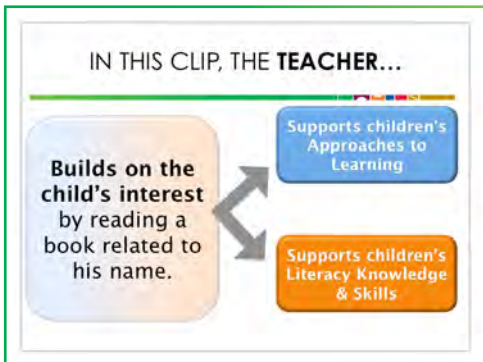 IN THIS CLIP, THE TEACHER...
Builds on the
child's interest
by reading a
book related to
his name.
Supports children's
Approaches to
Learning
Supports children's
Literacy Knowledge
& Skills